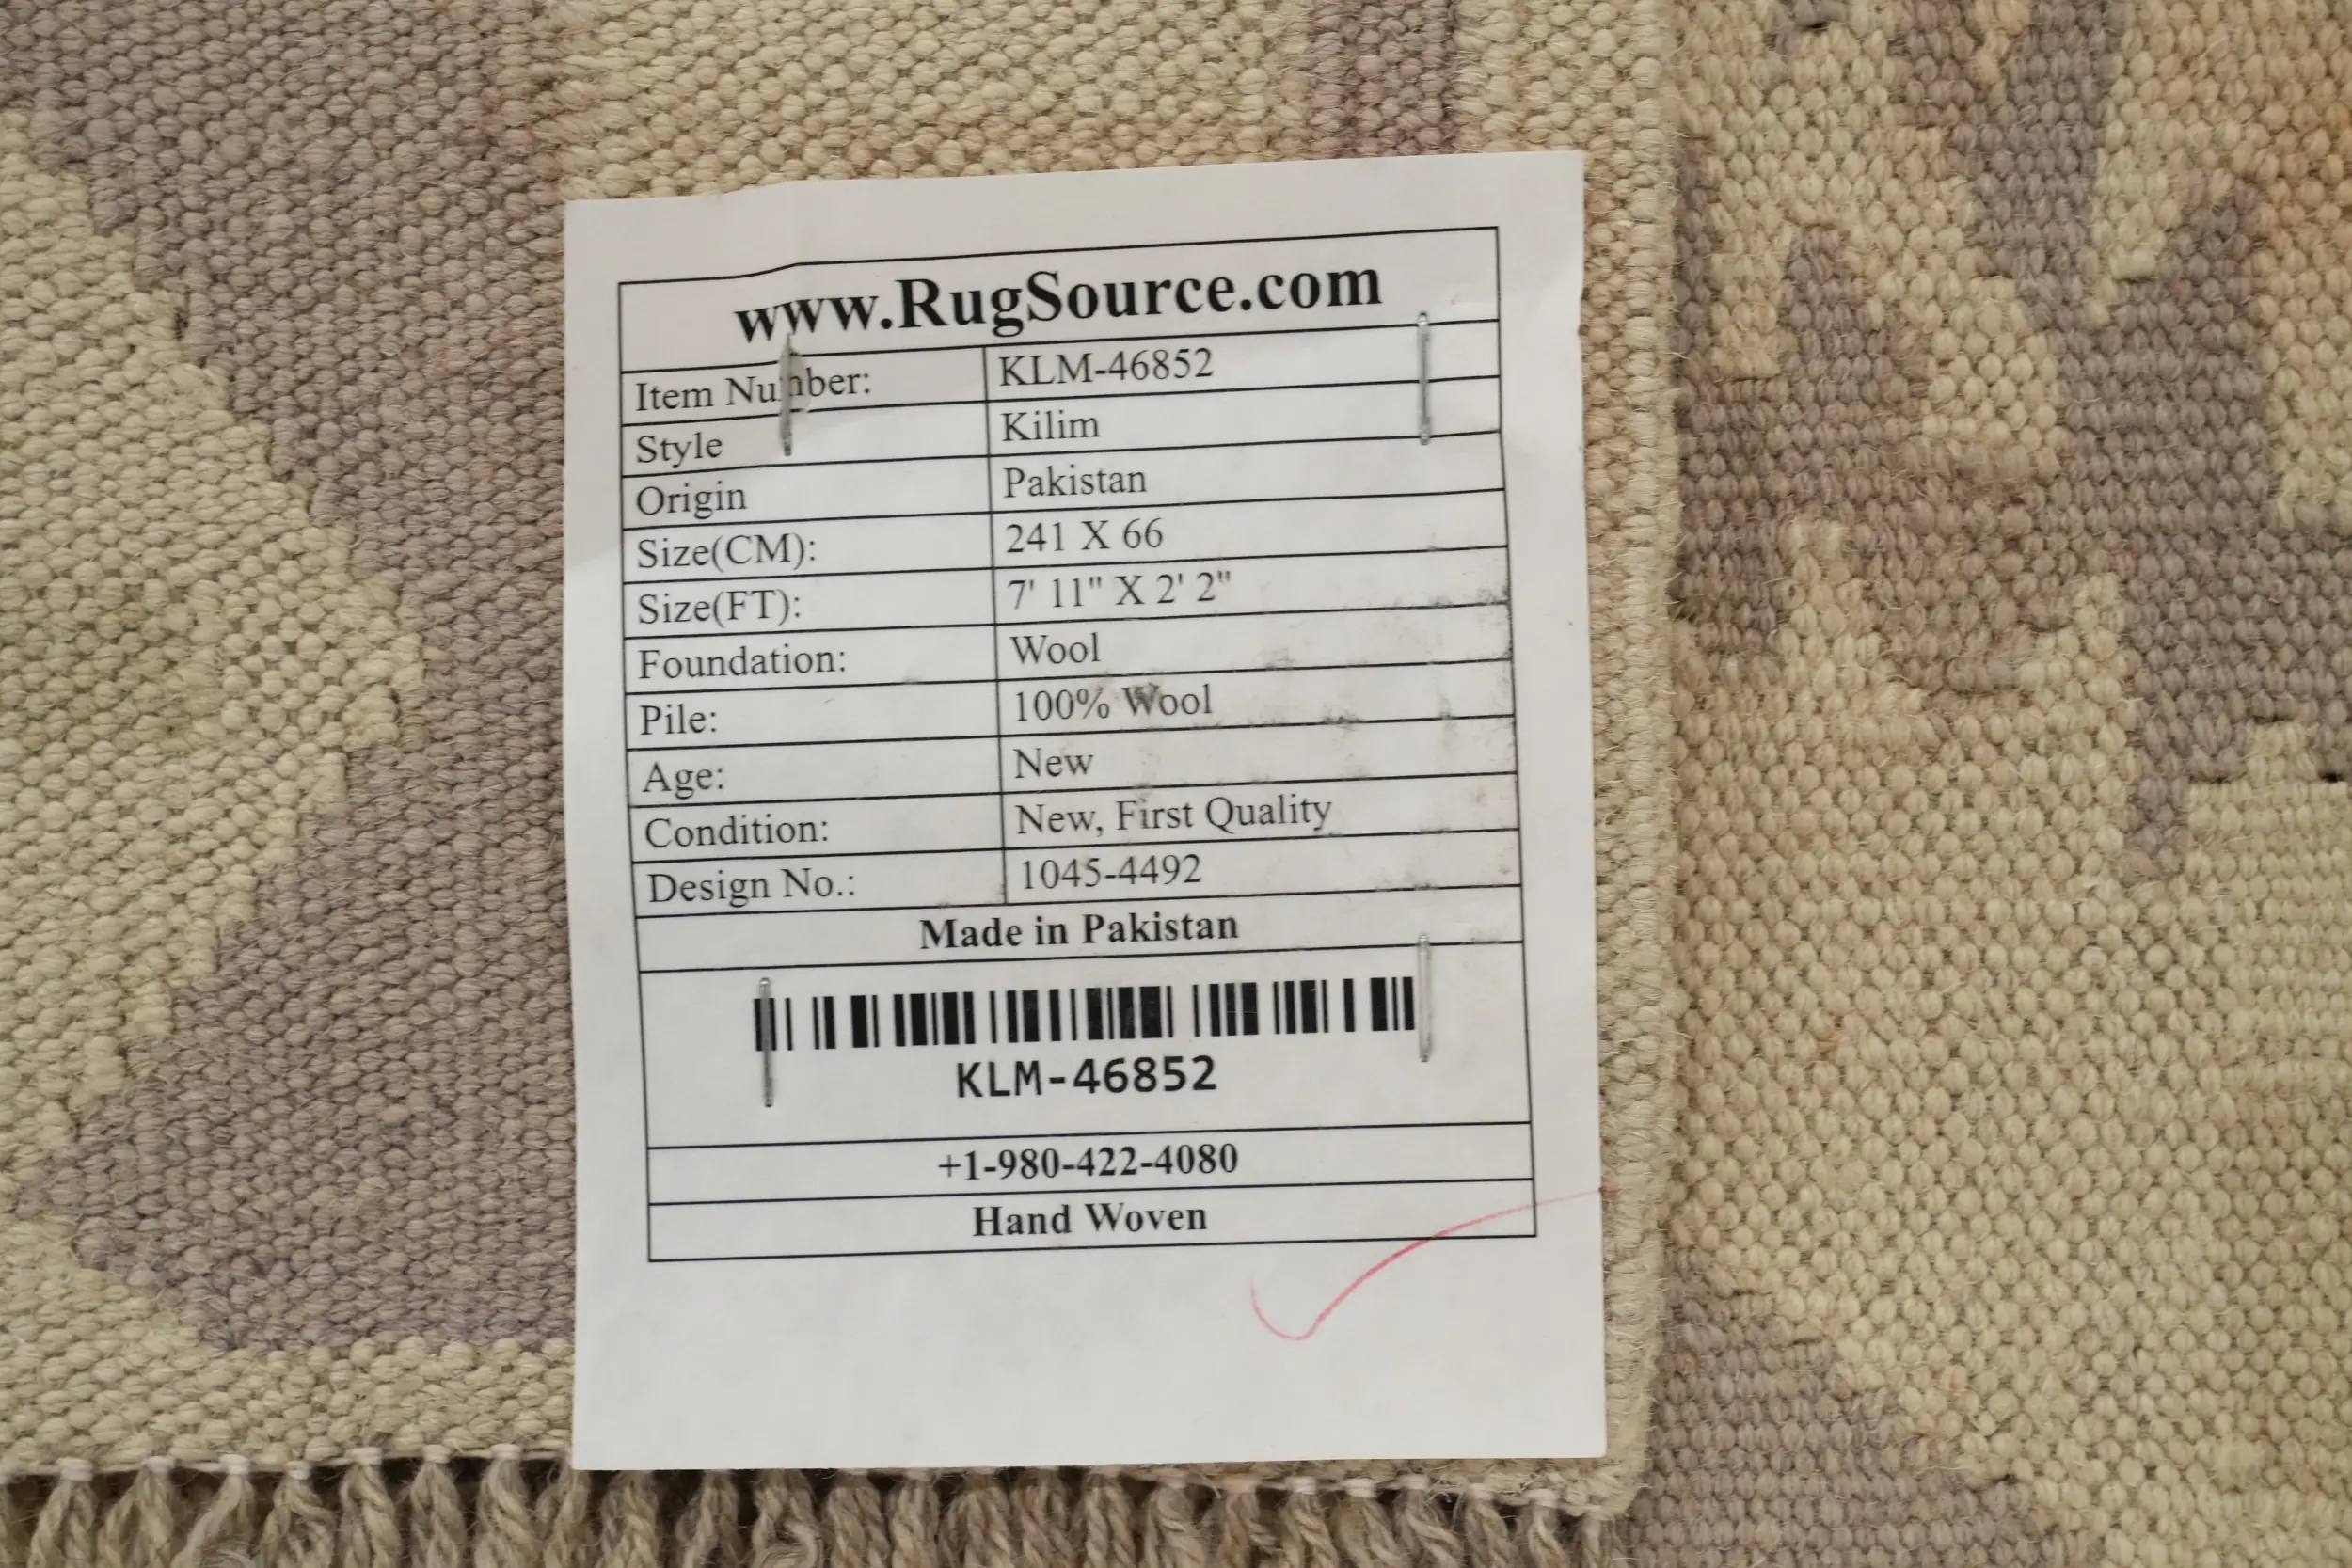 www.RugSource.com
Item Number: KLM-46852
Style Kilim
Origin Pakistan
Size(CM): 241 X 66
Size(FT): 7' 11" X 2' 2"
Foundation: Wool
Pile: 100% Wool
Age: New
Condition: New, First Quality
Design No.: 1045-4492
Made in Pakistan
KLM-46852
+1-980-422-4080
Hand Woven